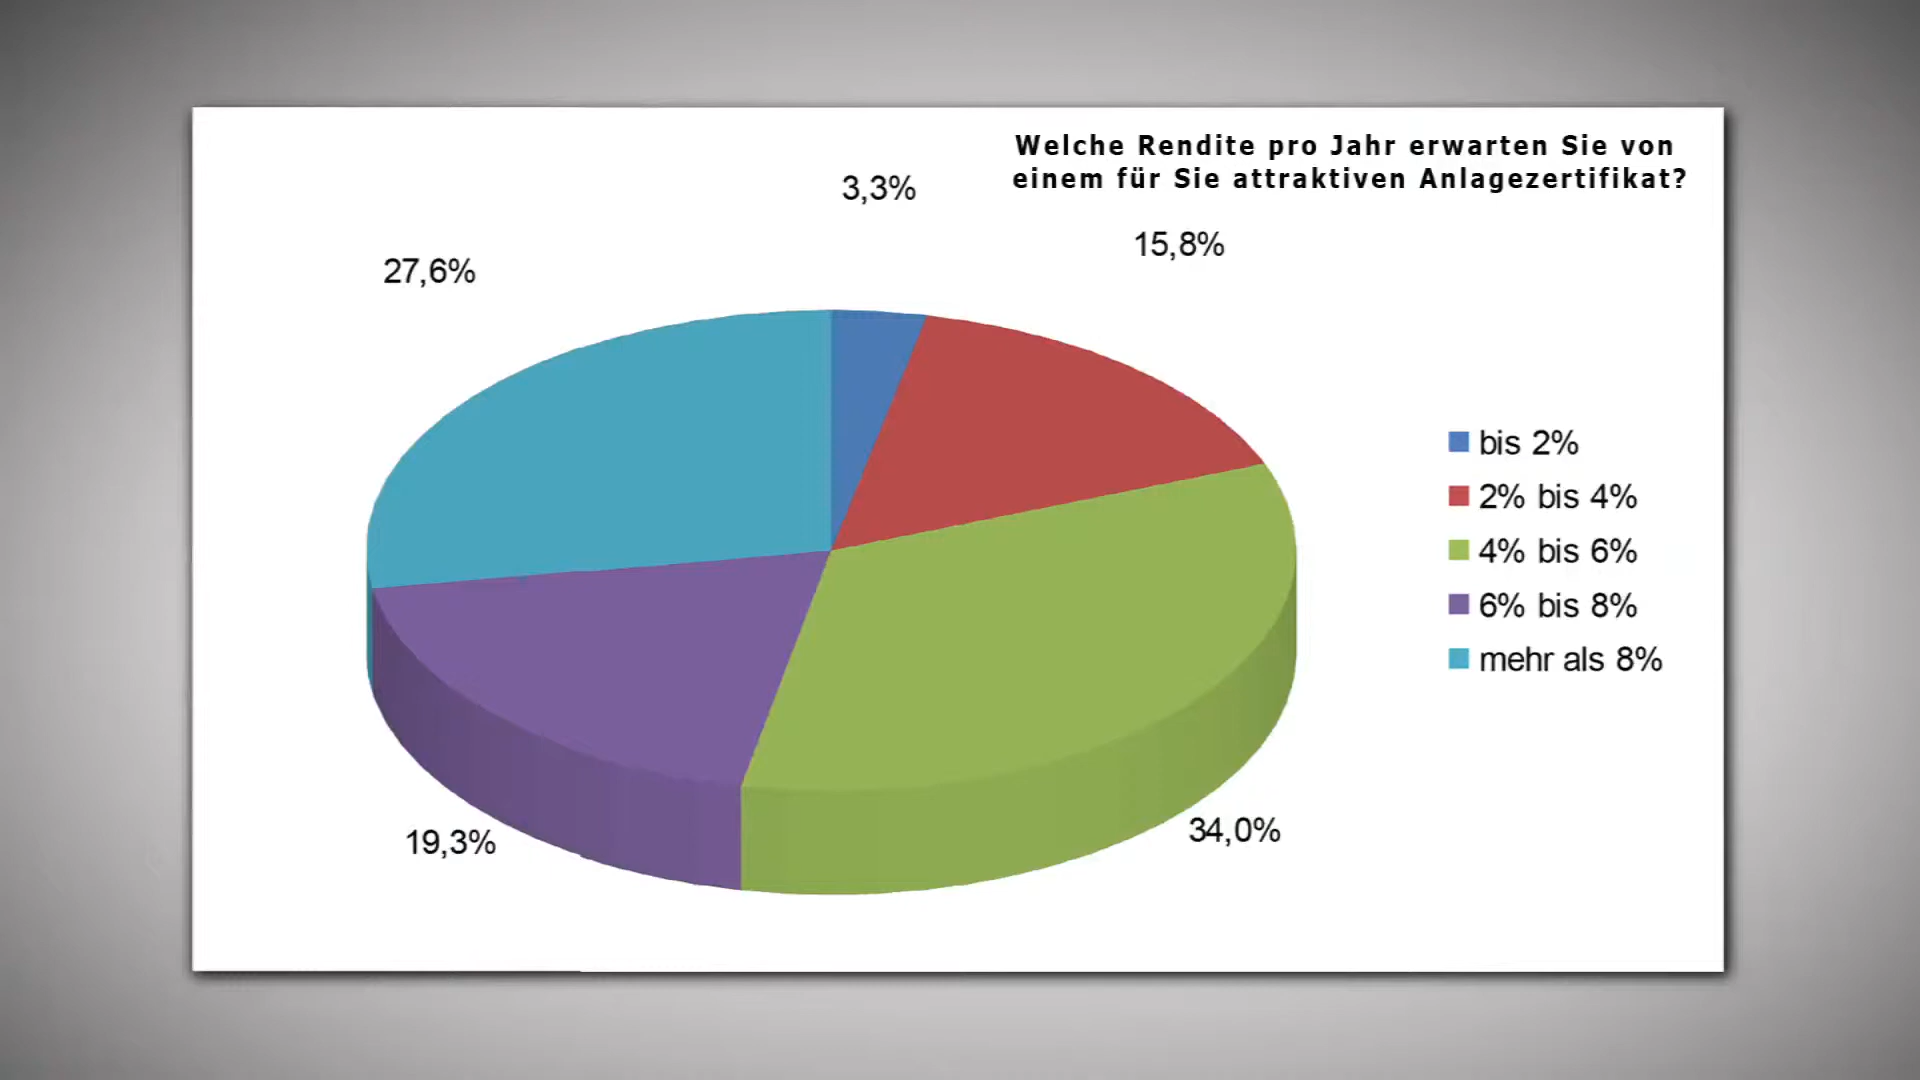 Welche Rendite pro Jahr erwarten Sie von
einem für Sie attraktiven Anlagezertifikat?
3,3%
15,8%
27,6%
bis 2%
2% bis 4%
4% bis 6%
6% bis 8%
mehr als 8%
19,3%
34,0%